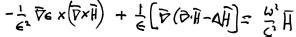 -1/ϵ² ∇̄ϵ × (∇̄×H̄) + 1/ϵ [∇̄(∇̄·H̄ - ΔH̄] = ω²/c² H̄